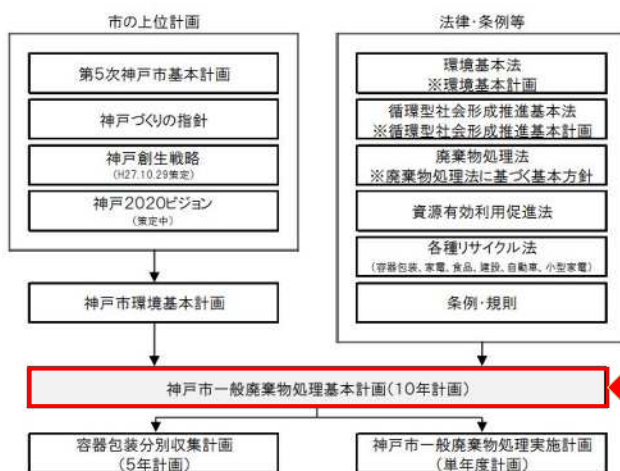 市の上位計画
第5次神戸市基本計画
神戸づくりの指針
神戸創生戦略
(H27.10.29策定)
神戸2020ビジョン
(策定中)
神戸市環境基本計画
法律・条例等
環境基本法
※環境基本計画
循環型社会形成推進基本法
※循環型社会形成推進基本計画
廃棄物処理法
※廃棄物処理法に基づく基本方針
資源有効利用促進法
各種リサイクル法
(容器包装、家電、食品、建設、自動車、小型家電)
条例・規則
神戸市一般廃棄物処理基本計画(10年計画)
容器包装分別収集計画
(5年計画)
神戸市一般廃棄物処理実施計画
(単年度計画)